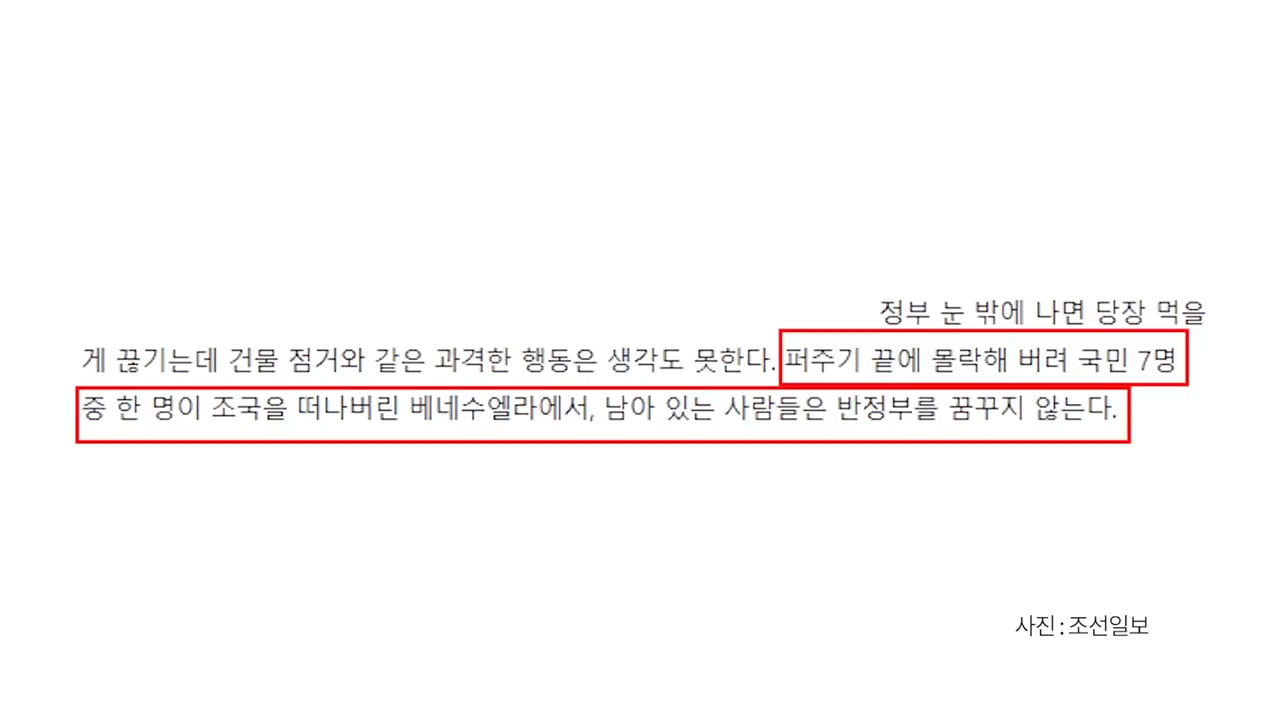 정부 눈 밖에 나면 당장 먹을
게 끊기는데 건물 점거와 같은 과격한 행동은 생각도 못한다. 퍼주기 끝에 몰락해 버려 국민 7명
중 한 명이 조국을 떠나버린 베네수엘라에서, 남아 있는 사람들은 반정부를 꿈꾸지 않는다.
사진 : 조선일보